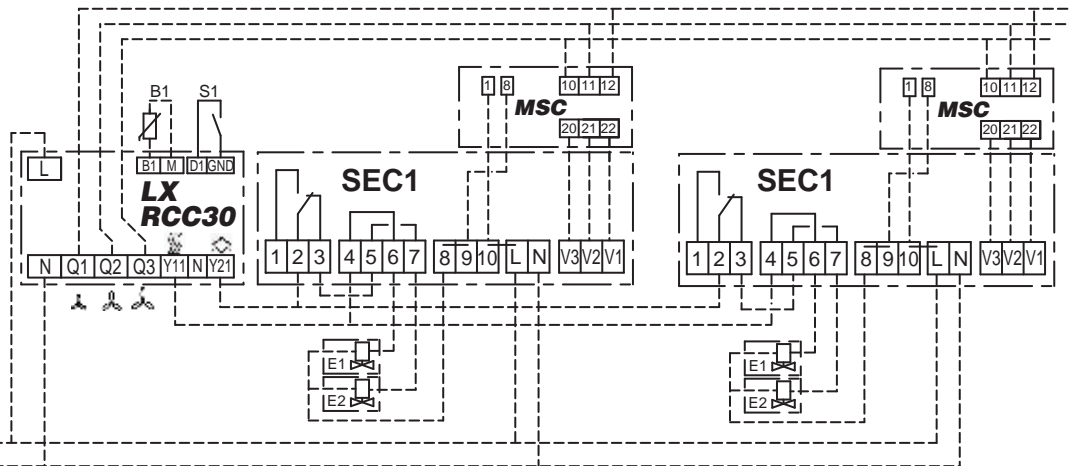 B1 S1
1 8 10 11 12
MSC
20 21 22
1 8 10 11 12
MSC
20 21 22
L
B1 M D1 GND
LX
RCC30
N Q1 Q2 Q3 Y11 N Y21
SEC1
1 2 3 4 5 6 7 8 9 10 L N V3 V2 V1
E1
E2
SEC1
1 2 3 4 5 6 7 8 9 10 L N V3 V2 V1
E1
E2